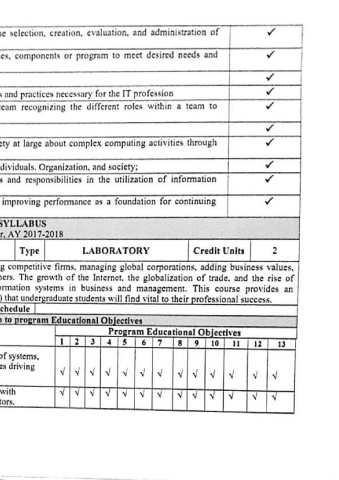 e selection, creation, evaluation, and administration of ✓
es, components or program to meet desired needs and ✓
✓
s and practices necessary for the IT profession ✓
eam recognizing the different roles within a team to ✓
✓
ety at large about complex computing activities through ✓
dividuals. Organization, and society; ✓
s and responsibilities in the utilization of information ✓
improving performance as a foundation for continuing ✓
SYLLABUS
r, AY 2017-2018
Type LABORATORY Credit Units 2
g competitive firms, managing global corporations, adding business values,
ners. The growth of the Internet, the globalization of trade, and the rise of
ormation systems in business and management. This course provides an
) that undergraduate students will find vital to their professional success.
chedule
p to program Educational Objectives
Program Educational Objectives
1 2 3 4 5 6 7 8 9 10 11 12 13
of systems,
es driving √ √ √ √ √ √ √ √ √ √ √ √ √
with √ √ √ √ √ √ √ √ √ √ √ √ √
tors.